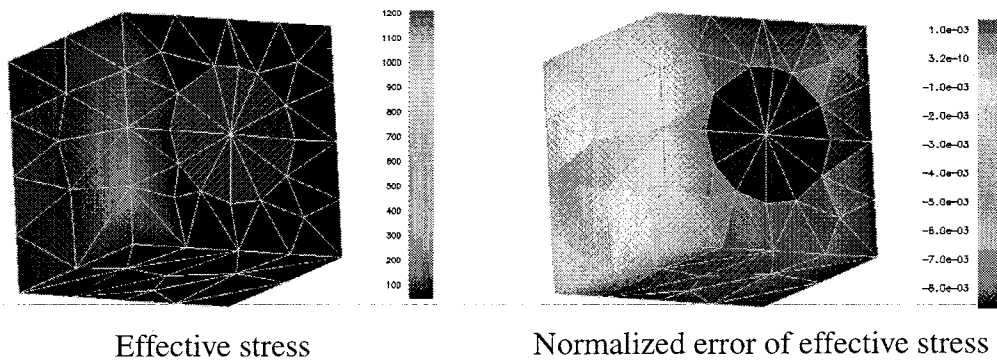 1200
1100
1000
900
800
700
600
500
400
300
200
100
1.0e-03
3.2e-10
-1.0e-03
-2.0e-03
-3.0e-03
-4.0e-03
-5.0e-03
-6.0e-03
-7.0e-03
-8.0e-03
Effective stress
Normalized error of effective stress